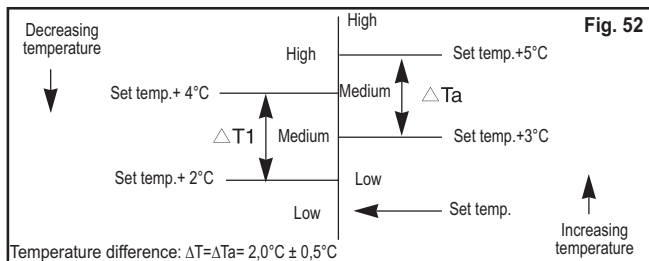 High
Fig. 52
Decreasing
temperature
High
Set temp.+5°C
Set temp.+ 4°C
Medium
△Ta
△T1
Medium
Set temp.+3°C
Set temp.+ 2°C
Low
Low
Set temp.
Increasing
temperature
Temperature difference: ΔT=ΔTa= 2,0°C ± 0,5°C